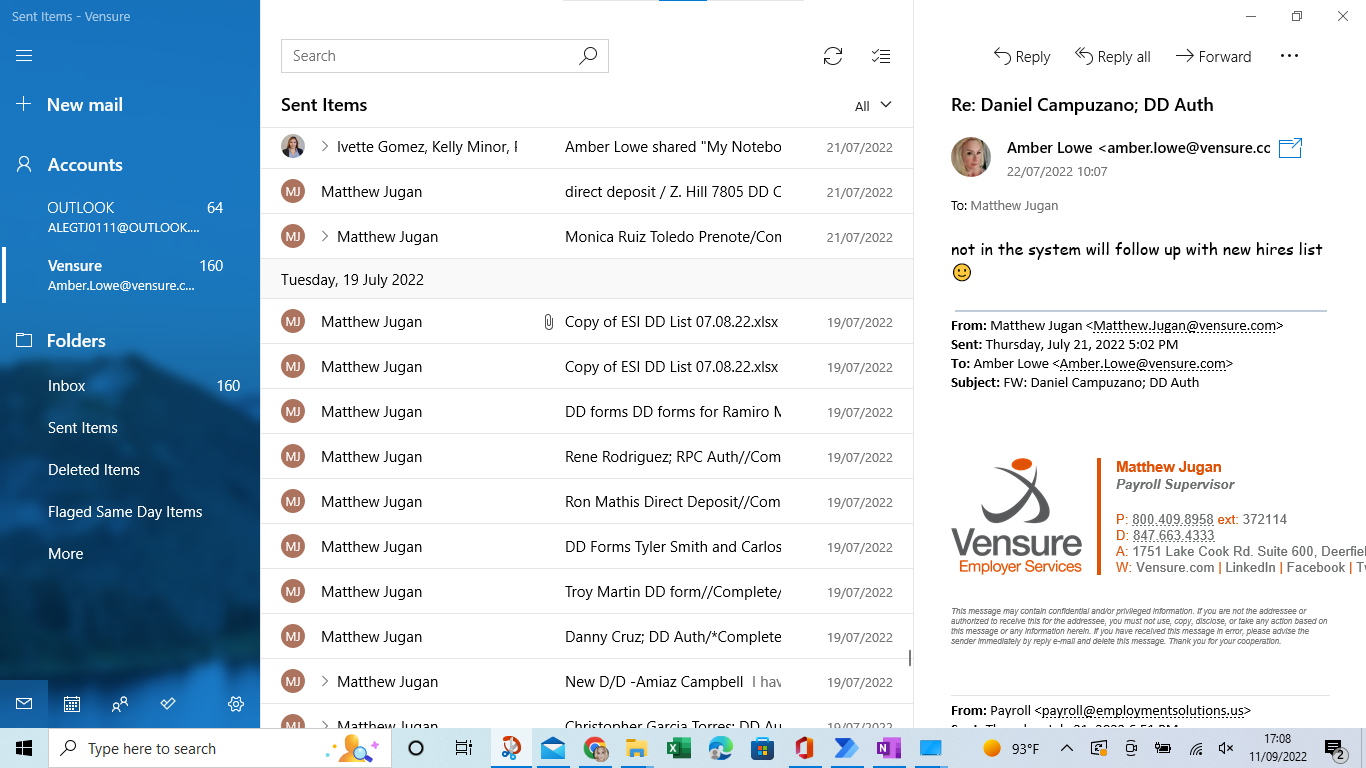 Sent Items - Vensure
New mail
Accounts
OUTLOOK 64
ALEGTJ0111@OUTLOOK....
Vensure 160
Amber.Lowe@vensure.c...
Folders
Inbox 160
Sent Items
Deleted Items
Flaged Same Day Items
More
Search
Sent Items All
Ivette Gomez, Kelly Minor, Amber Lowe shared "My Notebo 21/07/2022
MJ Matthew Jugan direct deposit / Z. Hill 7805 DD 21/07/2022
MJ Matthew Jugan Monica Ruiz Toledo Prenote/Con 21/07/2022
Tuesday, 19 July 2022
MJ Matthew Jugan Copy of ESI DD List 07.08.22.xlsx 19/07/2022
MJ Matthew Jugan Copy of ESI DD List 07.08.22.xlsx 19/07/2022
MJ Matthew Jugan DD forms DD forms for Ramiro 19/07/2022
MJ Matthew Jugan Rene Rodriguez; RPC Auth//Com 19/07/2022
MJ Matthew Jugan Ron Mathis Direct Deposit//Com 19/07/2022
MJ Matthew Jugan DD Forms Tyler Smith and Carlos 19/07/2022
MJ Matthew Jugan Troy Martin DD form//Complete/ 19/07/2022
MJ Matthew Jugan Danny Cruz; DD Auth/*Complete 19/07/2022
MJ Matthew Jugan New D/D -Amiaz Campbell I hav 19/07/2022
MJ Matthew Jugan Christopher Garcia Torres; DD Au 19/07/2022
Reply Reply all Forward
Re: Daniel Campuzano; DD Auth
Amber Lowe <amber.lowe@vensure.cc
22/07/2022 10:07
To: Matthew Jugan
not in the system will follow up with new hires list
From: Matthew Jugan <Matthew.Jugan@vensure.com>
Sent: Thursday, July 21, 2022 5:02 PM
To: Amber Lowe <Amber.Lowe@vensure.com>
Subject: FW: Daniel Campuzano; DD Auth
Vensure
Employer Services
Matthew Jugan
Payroll Supervisor
P: 800.409.8958 ext: 372114
D: 847.663.4333
A: 1751 Lake Cook Rd. Suite 600, Deerfiel
W: Vensure.com | LinkedIn | Facebook | Tw
This message may contain confidential and/or privileged information. If you are not the addressee or
authorized to receive this for the addressee, you must not use, copy, disclose, or take any action based on
this message or any information herein. If you have received this message in error, please advise the
sender immediately by reply e-mail and delete this message. Thank you for your cooperation.
From: Payroll <payroll@employmentsolutions.us>
Type here to search
93°F
17:08
11/09/2022
2